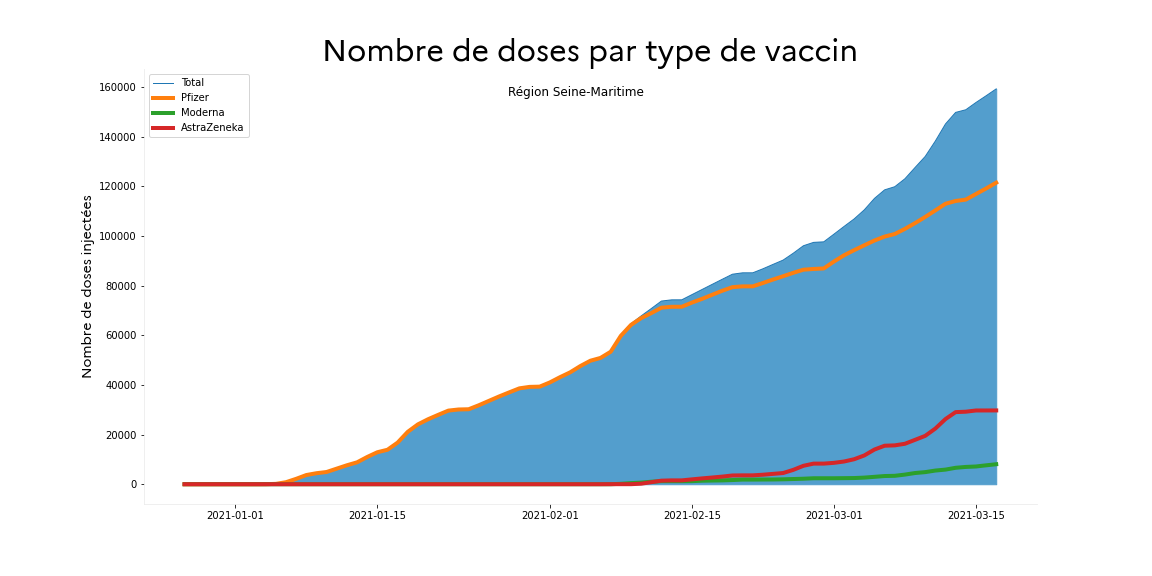 Nombre de doses par type de vaccin
Région Seine-Maritime
Total
Pfizer
Moderna
AstraZeneka
Nombre de doses injectées
160000
140000
120000
100000
80000
60000
40000
20000
0
2021-01-01 2021-01-15 2021-02-01 2021-02-15 2021-03-01 2021-03-15